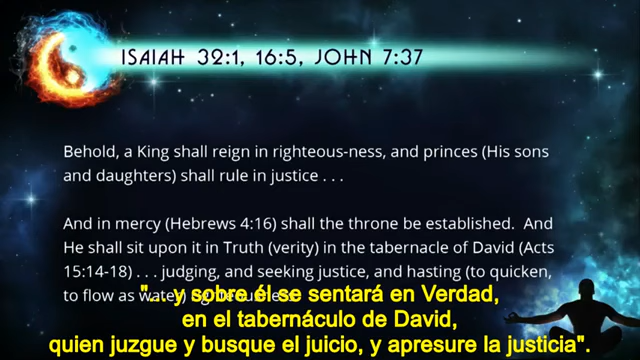 ISAIAH 32:1, 16:5, JOHN 7:37
Behold, a King shall reign in righteous-ness, and princes (His sons
and daughters) shall rule in justice . . .
And in mercy (Hebrews 4:16) shall the throne be established. And
He shall sit upon it in Truth (verity) in the tabernacle of David (Acts
15:14-18) . . . judging, and seeking justice, and hasting (to quicken,
to flow as water)
"...y sobre él se sentará en Verdad,
en el tabernáculo de David,
quien juzgue y busque el juicio, y apresure la justicia".